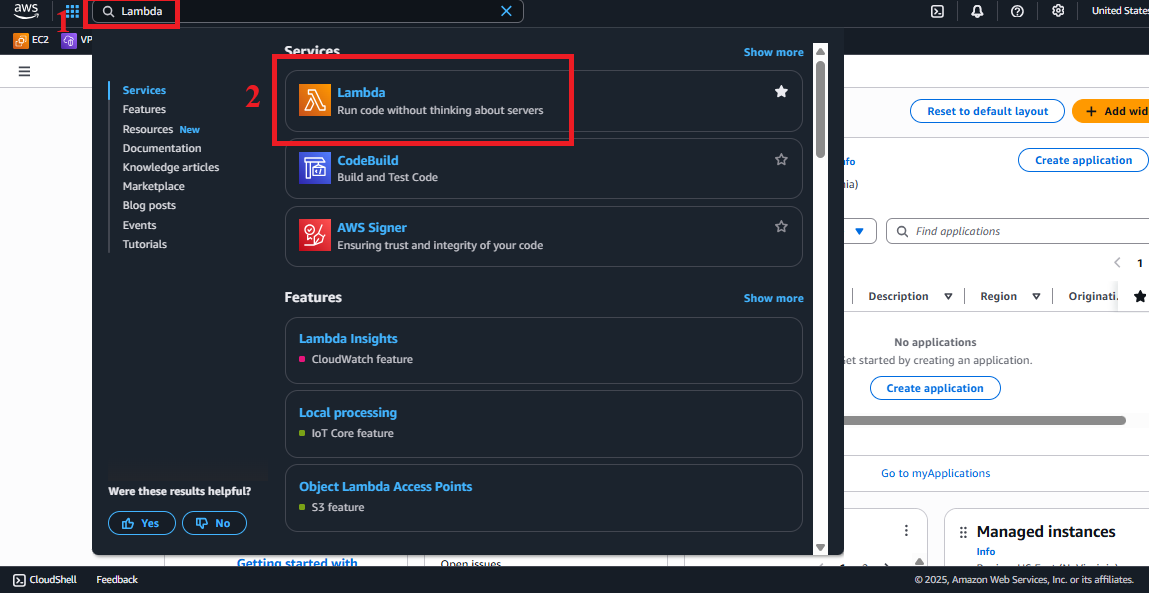 aws
1
Lambda
United States
EC2
VP
Services
Show more
Services
Features
Resources New
Documentation
Knowledge articles
Marketplace
Blog posts
Events
Tutorials
2
Lambda
Run code without thinking about servers
CodeBuild
Build and Test Code
AWS Signer
Ensuring trust and integrity of your code
Features
Show more
Lambda Insights
CloudWatch feature
Local processing
IoT Core feature
Object Lambda Access Points
S3 feature
Were these results helpful?
Yes
No
Reset to default layout
+ Add wid
nfo
Create application
nia)
Find applications
1
Description
Region
Originati.
No applications
Get started by creating an application.
Create application
Go to myApplications
Managed instances
Info
Getting started with
Open issues
CloudShell
Feedback
© 2025, Amazon Web Services, Inc. or its affiliates.